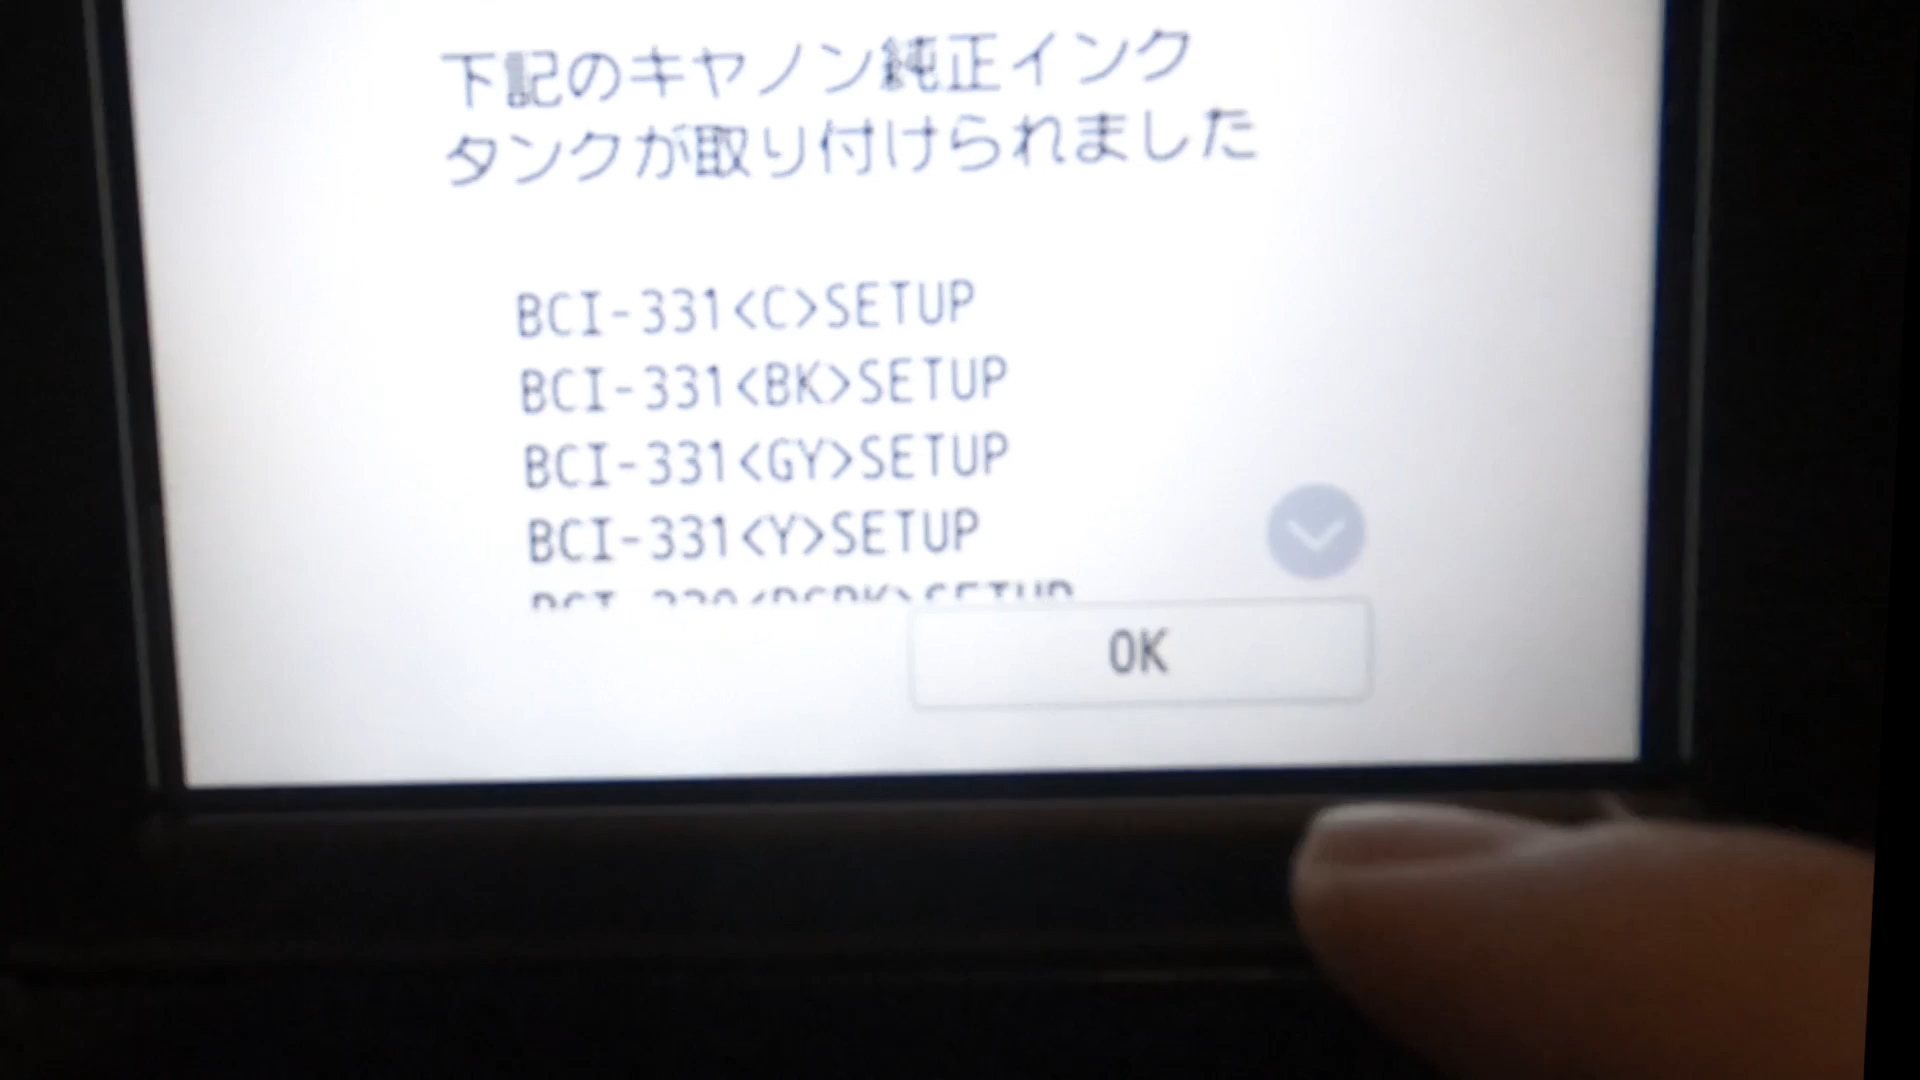 下記のキヤノン純正インク
タンクが取り付けられました
BCI-331<C>SETUP
BCI-331<BK>SETUP
BCI-331<GY>SETUP
BCI-331<Y>SETUP
OK